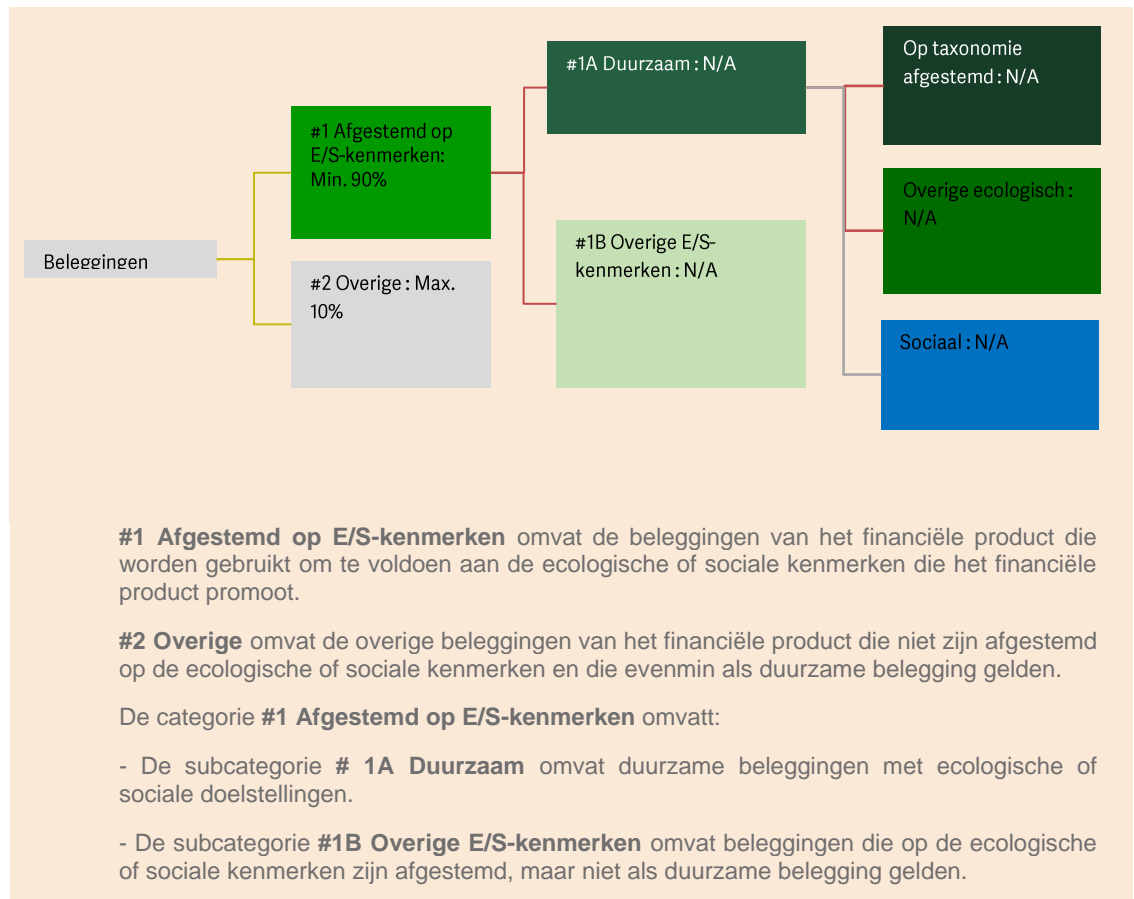 #1A Duurzaam : N/A
Op taxonomie
afgestemd : N/A
#1 Afgestemd op
E/S-kenmerken:
Min. 90%
Overige ecologisch :
N/A
#1B Overige E/S-
kenmerken : N/A
Beleggingen
#2 Overige : Max.
10%
Sociaal : N/A
#1 Afgestemd op E/S-kenmerken omvat de beleggingen van het financiële product die
worden gebruikt om te voldoen aan de ecologische of sociale kenmerken die het financiële
product promoot.
#2 Overige omvat de overige beleggingen van het financiële product die niet zijn afgestemd
op de ecologische of sociale kenmerken en die evenmin als duurzame belegging gelden.
De categorie #1 Afgestemd op E/S-kenmerken omvatt:
- De subcategorie # 1A Duurzaam omvat duurzame beleggingen met ecologische of
sociale doelstellingen.
- De subcategorie #1B Overige E/S-kenmerken omvat beleggingen die op de ecologische
of sociale kenmerken zijn afgestemd, maar niet als duurzame belegging gelden.